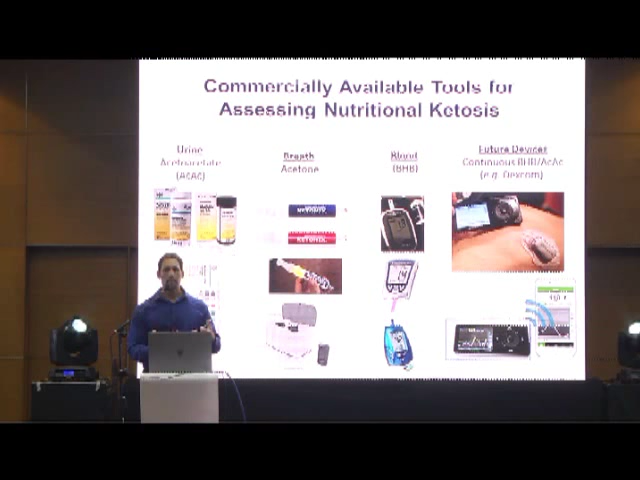 Commercially Available Tools for
Assessing Nutritional Ketosis
Urine
Acetoacetate
(AcAc)
Breath
Acetone
Blood
(BHB)
Future Devices
Continuous BHB/AcAc
(e.g. Dexcom)
KETONIX